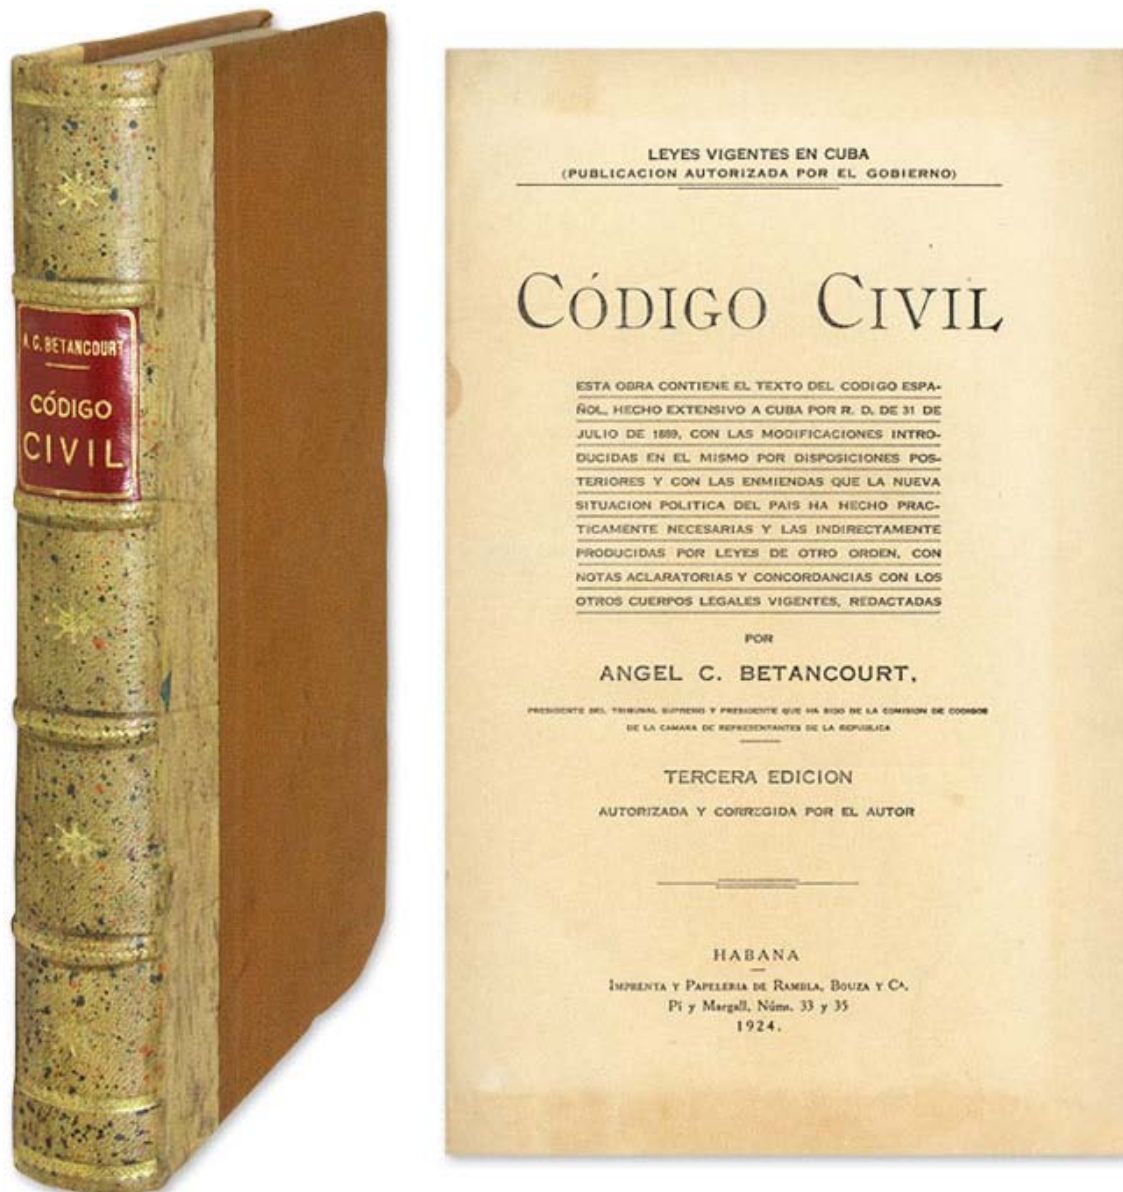 A. C. BETANCOURT
CÓDIGO
CIVIL
LEYES VIGENTES EN CUBA
(PUBLICACION AUTORIZADA POR EL GOBIERNO)
CÓDIGO CIVIL
ESTA OBRA CONTIENE EL TEXTO DEL CODIGO ESPA-
ÑOL, HECHO EXTENSIVO A CUBA POR R. D. DE 31 DE
JULIO DE 1889, CON LAS MODIFICACIONES INTRO-
DUCIDAS EN EL MISMO POR DISPOSICIONES POS-
TERIORES Y CON LAS ENMIENDAS QUE LA NUEVA
SITUACION POLITICA DEL PAIS HA HECHO PRAC-
TICAMENTE NECESARIAS Y LAS INDIRECTAMENTE
PRODUCIDAS POR LEYES DE OTRO ORDEN, CON
NOTAS ACLARATORIAS Y CONCORDANCIAS CON LOS
OTROS CUERPOS LEGALES VIGENTES, REDACTADAS
POR
ANGEL C. BETANCOURT,
PRESIDENTE DEL TRIBUNAL SUPREMO Y PRESIDENTE QUE HA SIDO DE LA COMISION DE CODIGOS
DE LA CAMARA DE REPRESENTANTES DE LA REPUBLICA
TERCERA EDICION
AUTORIZADA Y CORREGIDA POR EL AUTOR
HABANA
IMPRENTA Y PAPELERIA DE RAMBLA, BOUZA Y CA.
Pí y Margall, Núms. 33 y 35
1924.